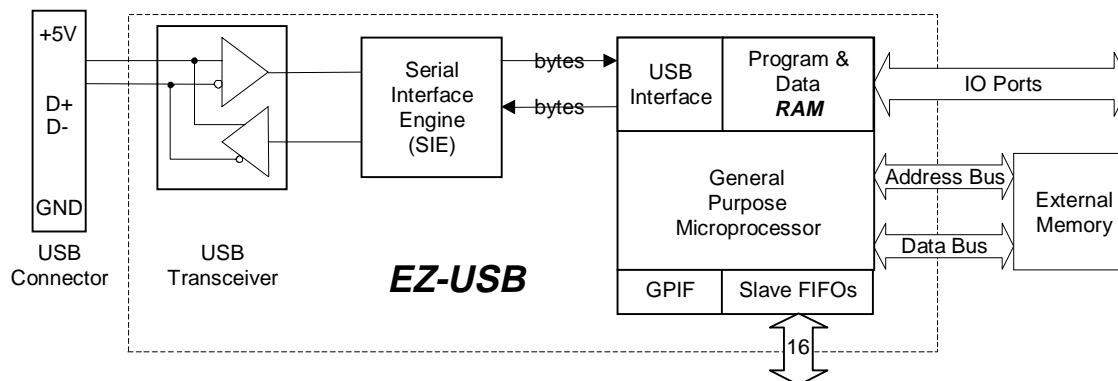 +5V
D+
D-
GND
USB
Connector
USB
Transceiver
Serial
Interface
Engine
(SIE)
bytes
bytes
EZ-USB
USB
Interface
Program &
Data
RAM
General
Purpose
Microprocessor
GPIF
Slave FIFOs
16
IO Ports
Address Bus
Data Bus
External
Memory